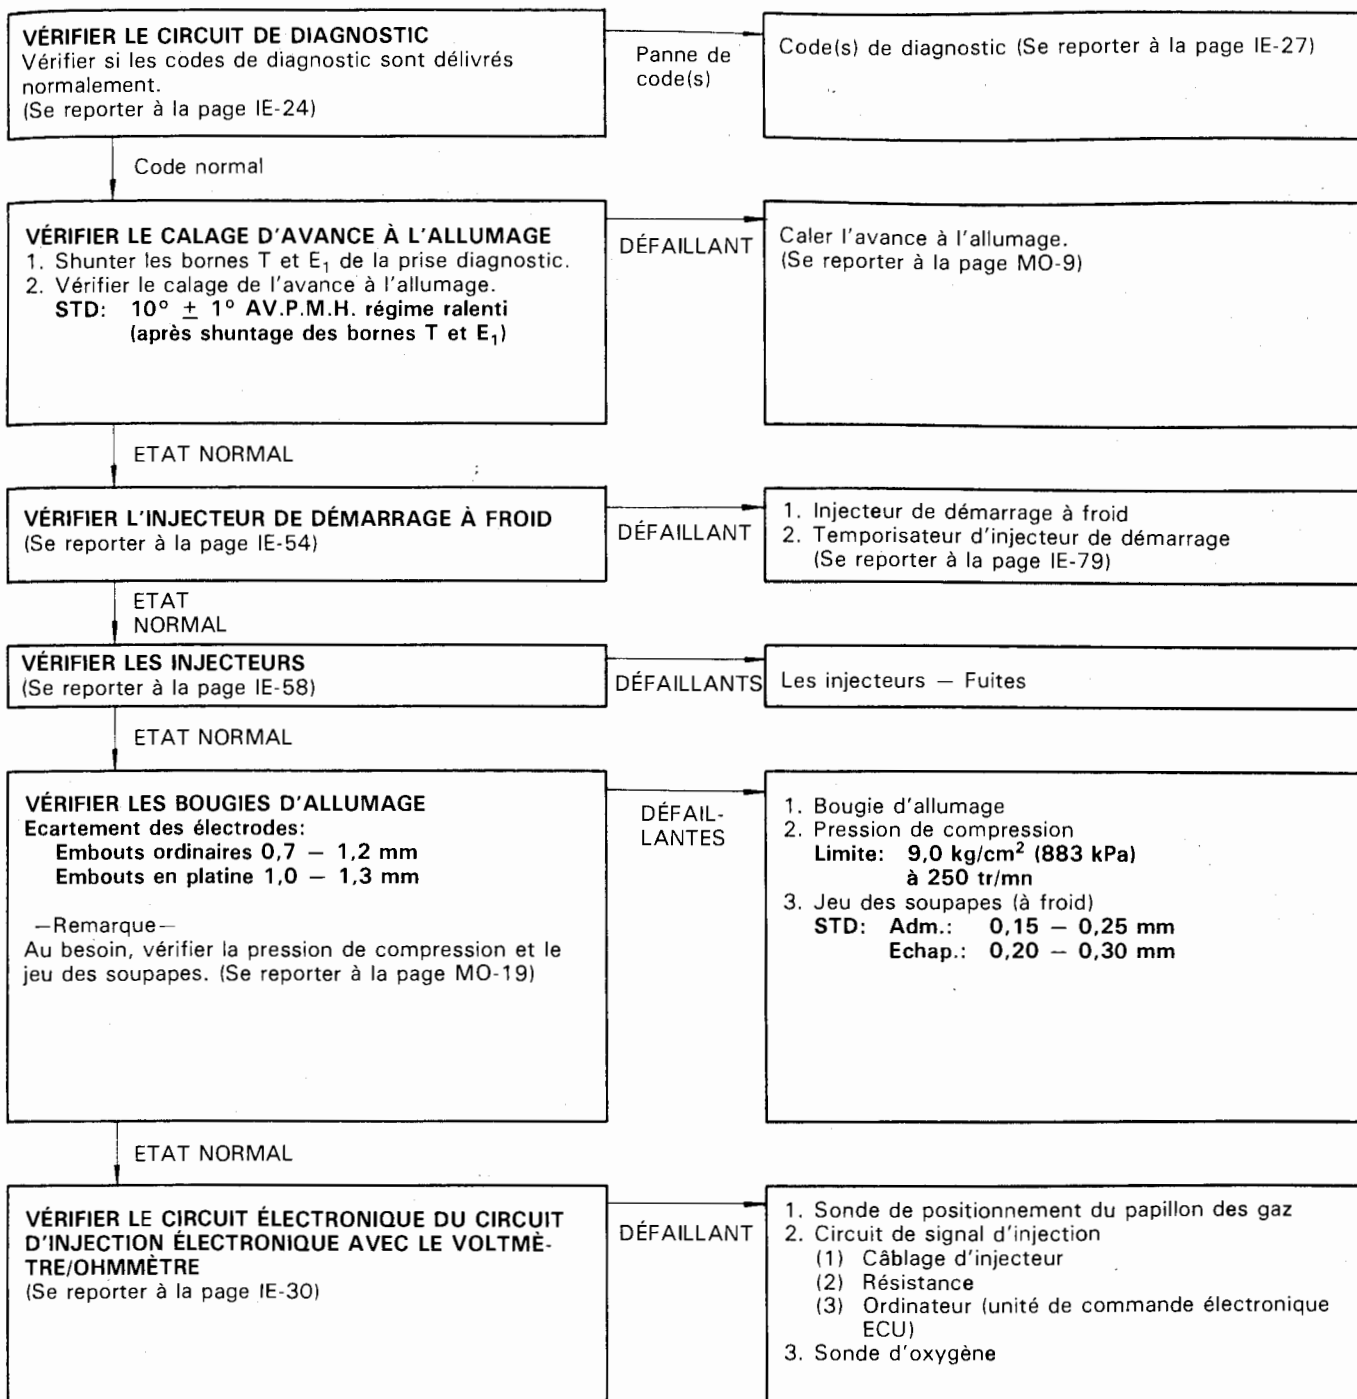 VÉRIFIER LE CIRCUIT DE DIAGNOSTIC
Vérifier si les codes de diagnostic sont délivrés
normalement.
(Se reporter à la page IE-24)
Panne de
code(s)
Code(s) de diagnostic (Se reporter à la page IE-27)
Code normal
VÉRIFIER LE CALAGE D'AVANCE À L'ALLUMAGE
1. Shunter les bornes T et E₁ de la prise diagnostic.
2. Vérifier le calage de l'avance à l'allumage.
STD: 10° ± 1° AV.P.M.H. régime ralenti
(après shuntage des bornes T et E₁)
DÉFAILLANT
Caler l'avance à l'allumage.
(Se reporter à la page MO-9)
ETAT NORMAL
VÉRIFIER L'INJECTEUR DE DÉMARRAGE À FROID
(Se reporter à la page IE-54)
DÉFAILLANT
1. Injecteur de démarrage à froid
2. Temporisateur d'injecteur de démarrage
(Se reporter à la page IE-79)
ETAT
NORMAL
VÉRIFIER LES INJECTEURS
(Se reporter à la page IE-58)
DÉFAILLANTS
Les injecteurs — Fuites
ETAT NORMAL
VÉRIFIER LES BOUGIES D'ALLUMAGE
Ecartement des électrodes:
Embouts ordinaires 0,7 — 1,2 mm
Embouts en platine 1,0 — 1,3 mm
—Remarque—
Au besoin, vérifier la pression de compression et le
jeu des soupapes. (Se reporter à la page MO-19)
DÉFAIL-
LANTES
1. Bougie d'allumage
2. Pression de compression
Limite: 9,0 kg/cm² (883 kPa)
à 250 tr/mn
3. Jeu des soupapes (à froid)
STD: Adm.: 0,15 — 0,25 mm
Echap.: 0,20 — 0,30 mm
ETAT NORMAL
VÉRIFIER LE CIRCUIT ÉLECTRONIQUE DU CIRCUIT
D'INJECTION ÉLECTRONIQUE AVEC LE VOLTMÈ-
TRE/OHMMÈTRE
(Se reporter à la page IE-30)
DÉFAILLANT
1. Sonde de positionnement du papillon des gaz
2. Circuit de signal d'injection
(1) Câblage d'injecteur
(2) Résistance
(3) Ordinateur (unité de commande électronique
ECU)
3. Sonde d'oxygène